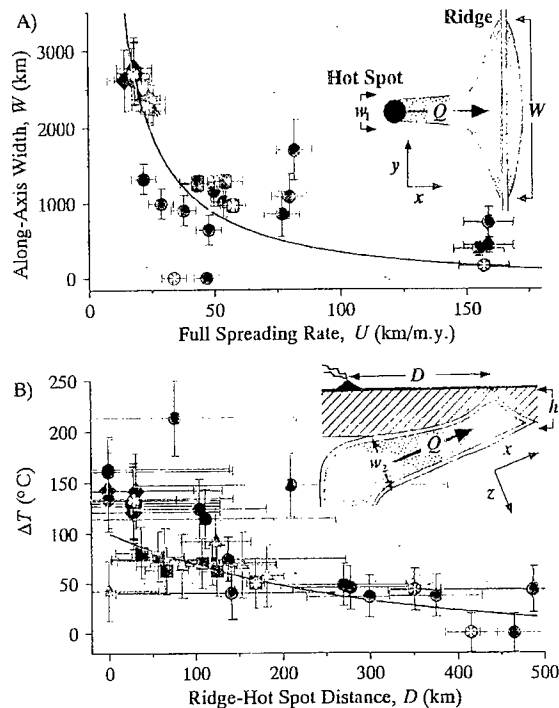 A)
Ridge
Hot Spot
w₁
Q
W
y
x
3000
2000
1000
0
Along-Axis Width, W (km)
0
50
100
150
Full Spreading Rate, U (km/m.y.)
B)
250
200
150
100
50
0
ΔT (° C)
D
h
Q
w₂
x
z
0
100
200
300
400
500
Ridge-Hot Spot Distance, D (km)